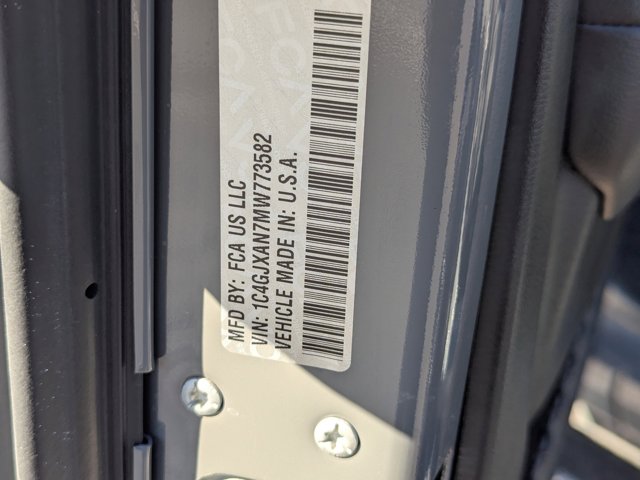 MFD BY: FCA US LLC
VIN: 1C4GJXAN7MW773582
VEHICLE MADE IN: U.S.A.